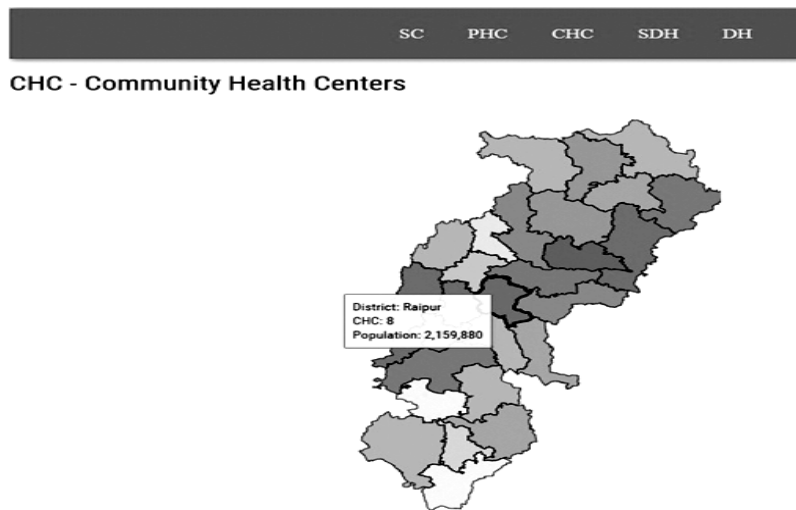 SC PHC CHC SDH DH
CHC - Community Health Centers
District: Raipur
CHC: 8
Population: 2,159,880